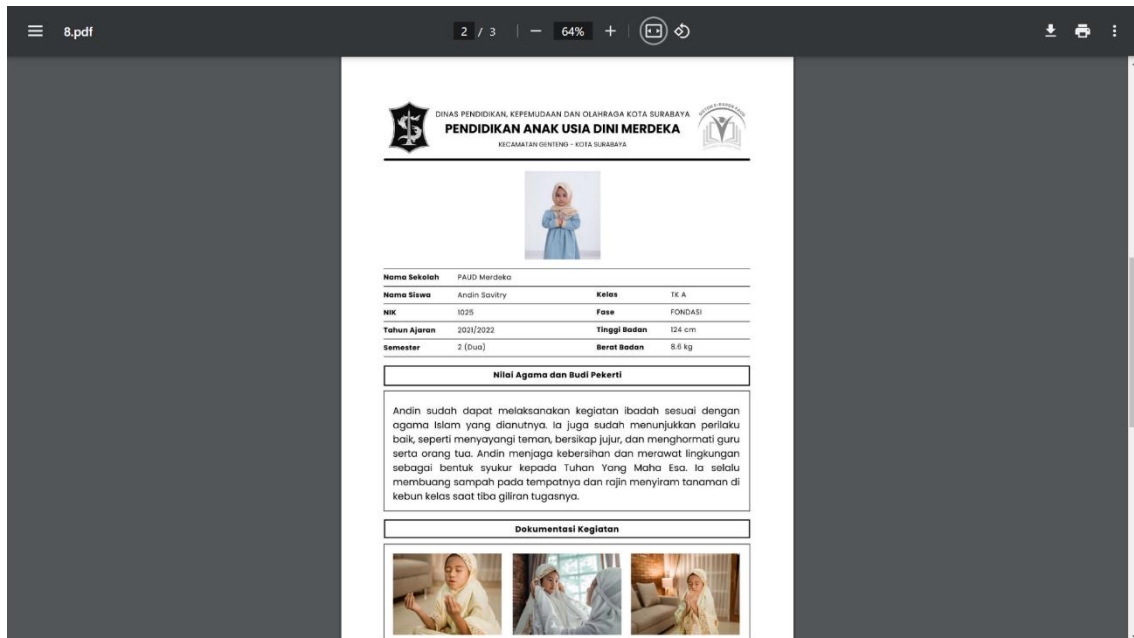 8.pdf
2 / 3
64%
DINAS PENDIDIKAN, KEPEMUDAAN DAN OLAHRAGA KOTA SURABAYA
PENDIDIKAN ANAK USIA DINI MERDEKA
KECAMATAN GENTENG - KOTA SURABAYA
Nama Sekolah PAUD Merdeka
Nama Siswa Andin Savitry Kelas TK A
NIK 1025 Fase FONDASI
Tahun Ajaran 2021/2022 Tinggi Badan 124 cm
Semester 2 (Dua) Berat Badan 8.6 kg
Nilai Agama dan Budi Pekerti
Andin sudah dapat melaksanakan kegiatan ibadah sesuai dengan
agama Islam yang dianutnya. Ia juga sudah menunjukkan perilaku
baik, seperti menyayangi teman, bersikap jujur, dan menghormati guru
serta orang tua. Andin menjaga kebersihan dan merawat lingkungan
sebagai bentuk syukur kepada Tuhan Yang Maha Esa. Ia selalu
membuang sampah pada tempatnya dan rajin menyiram tanaman di
kebun kelas saat tiba giliran tugasnya.
Dokumentasi Kegiatan